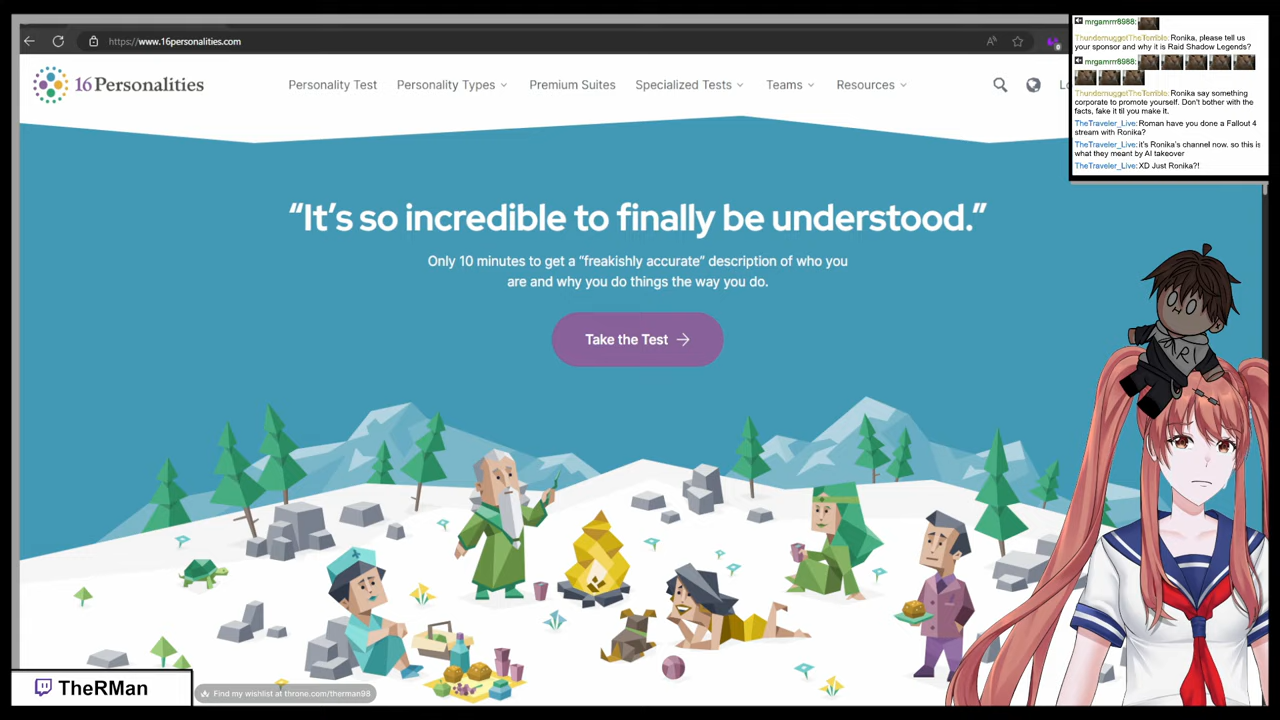 https://www.16personalities.com
16Personalities
Personality Test
Personality Types
Premium Suites
Specialized Tests
Teams
Resources
“It’s so incredible to finally be understood.”
Only 10 minutes to get a “freakishly accurate” description of who you
are and why you do things the way you do.
Take the Test →
mrgamrrr8988:
ThundamuggetTheTerrible: Ronika, please tell us
your sponsor and why it is Raid Shadow Legends?
mrgamrrr8988:
ThundamuggetTheTerrible: Ronika say something
corporate to promote yourself. Don't bother with the
facts, fake it til you make it.
TheTraveler_Live: Roman have you done a Fallout 4
stream with Ronika?
TheTraveler_Live: it's Ronika's channel now. so this is
what they meant by AI takeover
TheTraveler_Live: XD Just Ronika?!
TheRMan
Find my wishlist at throne.com/therman98